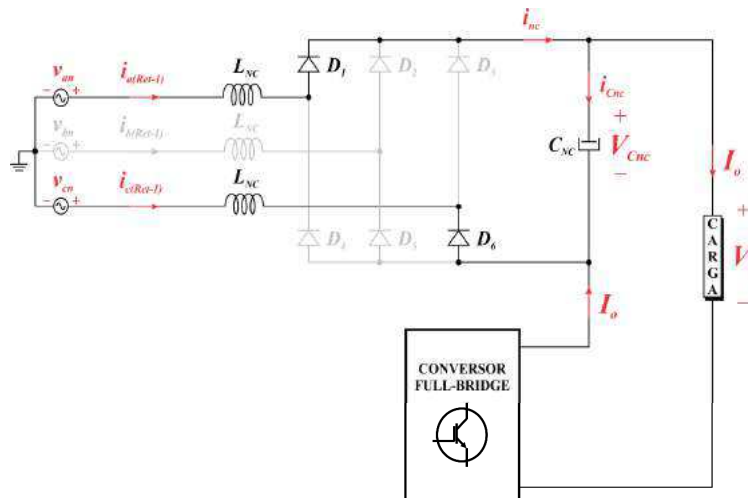 i_nc
v_an
i_a(Ret-1)
L_NC
D_1
D_2
D_3
v_bn
i_b(Ret-1)
L_NC
v_cn
i_c(Ret-1)
L_NC
D_4
D_5
D_6
i_Cnc
+
C_NC
V_Cnc
−
I_o
+
CARGA
V
−
I_o
CONVERSOR
FULL-BRIDGE